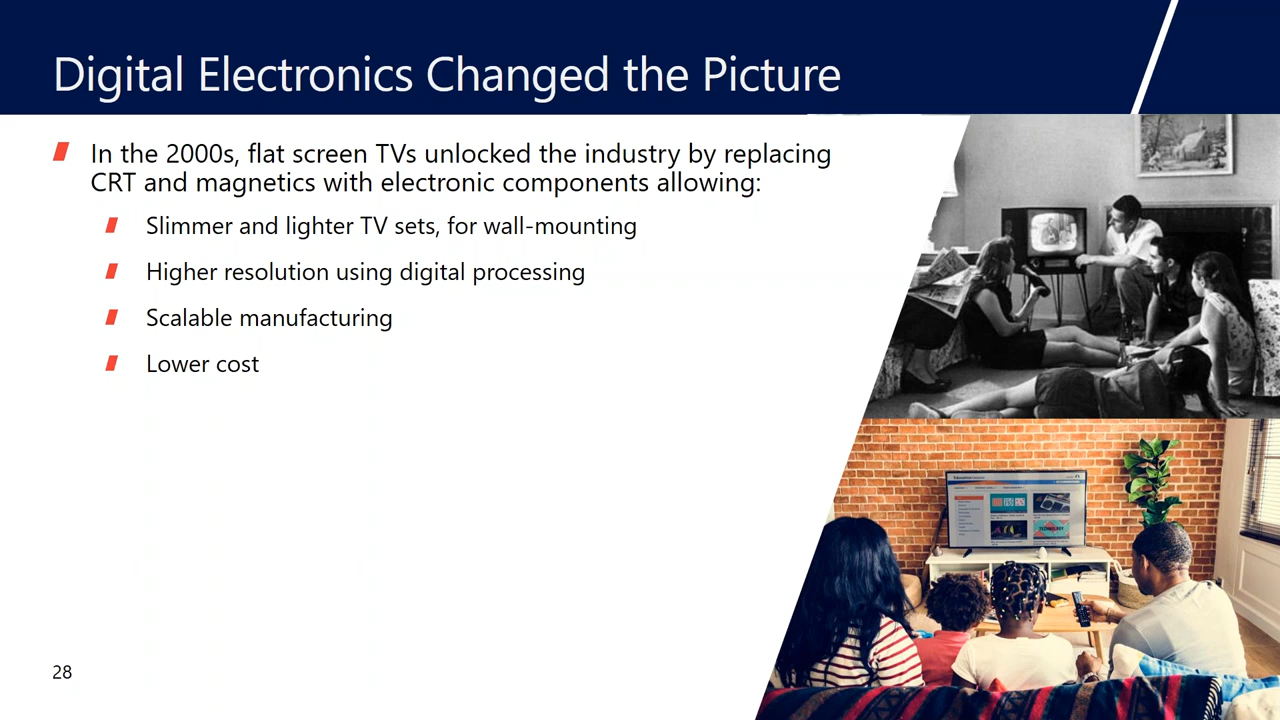 Digital Electronics Changed the Picture
In the 2000s, flat screen TVs unlocked the industry by replacing
CRT and magnetics with electronic components allowing:
Slimmer and lighter TV sets, for wall-mounting
Higher resolution using digital processing
Scalable manufacturing
Lower cost
TECHNOLOGY
28